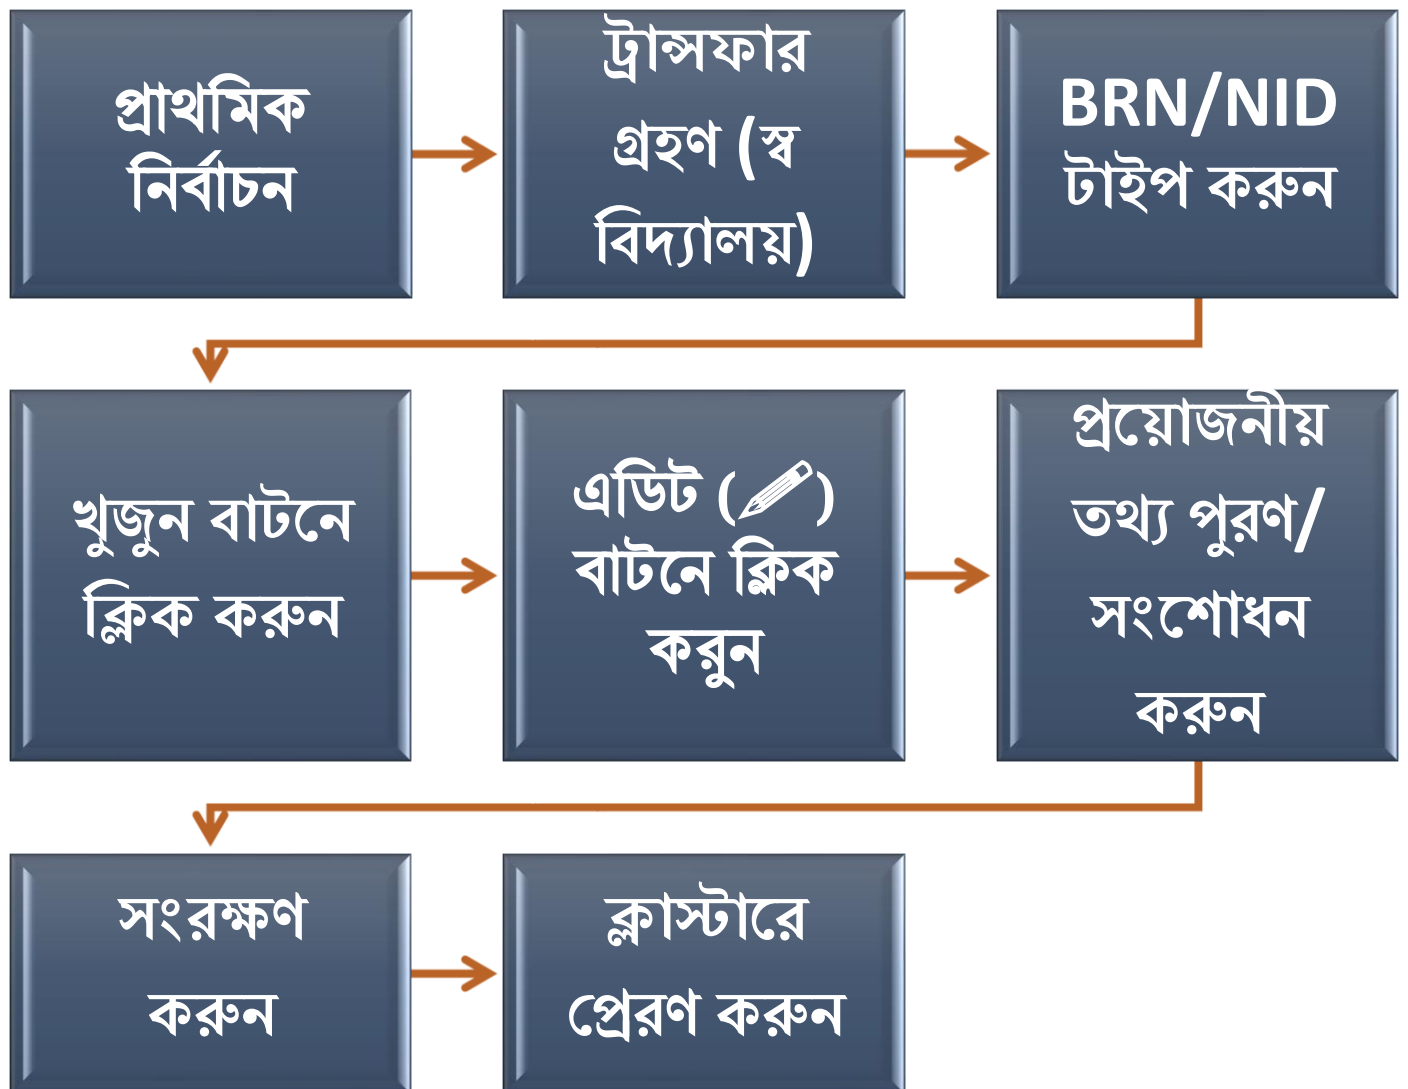 প্রাথমিক
নির্বাচন
ট্রান্সফার
গ্রহণ (স্ব
বিদ্যালয়)
BRN/NID
টাইপ করুন
খুজুন বাটনে
ক্লিক করুন
এডিট (✏)
বাটনে ক্লিক
করুন
প্রয়োজনীয়
তথ্য পুরণ/
সংশোধন
করুন
সংরক্ষণ
করুন
ক্লাস্টারে
প্রেরণ করুন